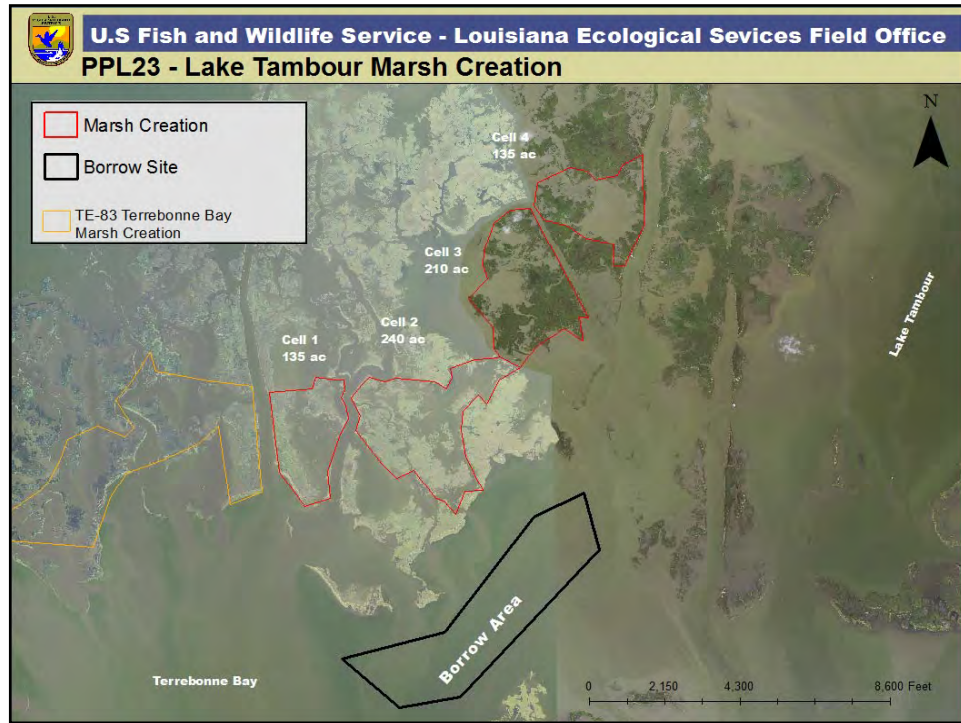 U.S Fish and Wildlife Service - Louisiana Ecological Sevices Field Office
PPL23 - Lake Tambour Marsh Creation
Marsh Creation
Borrow Site
TE-83 Terrebonne Bay
Marsh Creation
N
Cell 4
135 ac
Cell 3
210 ac
Cell 2
240 ac
Cell 1
135 ac
Lake Tambour
Borrow Area
Terrebonne Bay
0 2,150 4,300 8,600 Feet